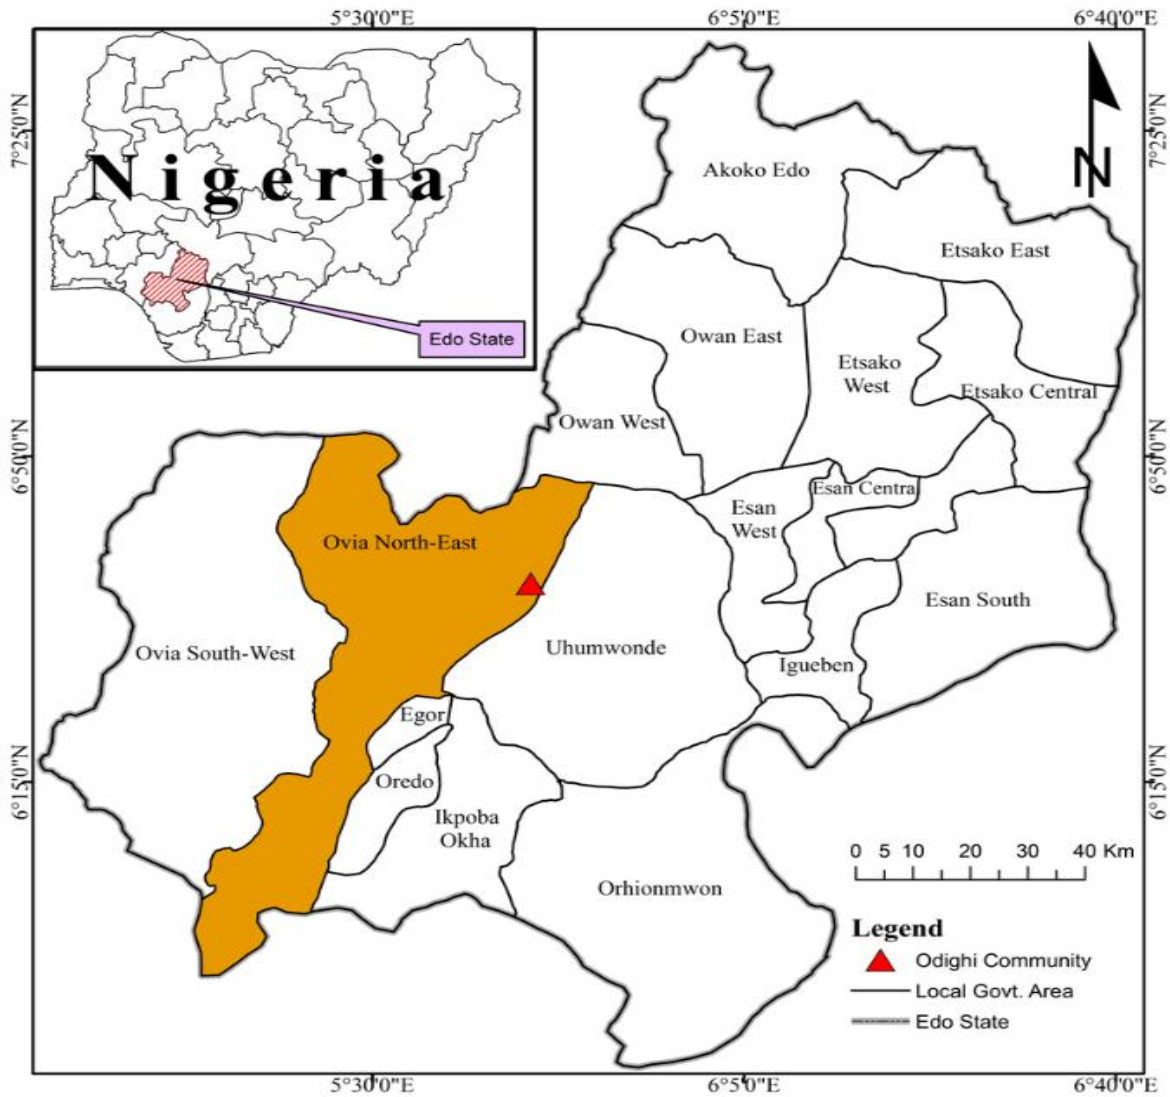 5°30'0"E
6°5'0"E
6°40'0"E
7°25'0"N
7°25'0"N
Nigeria
Edo State
N
Akoko Edo
Etsako East
Owan East
Etsako
West
Etsako Central
Owan West
6°50'0"N
6°50'0"N
Esan Central
Esan
West
Ovia North-East
Esan South
Uhumwonde
Ovia South-West
Igueben
Egor
6°15'0"N
6°15'0"N
Oredo
Ikpoba
Okha
Orhionmwon
0 5 10 20 30 40 Km
Legend
Odighi Community
Local Govt. Area
Edo State
5°30'0"E
6°5'0"E
6°40'0"E